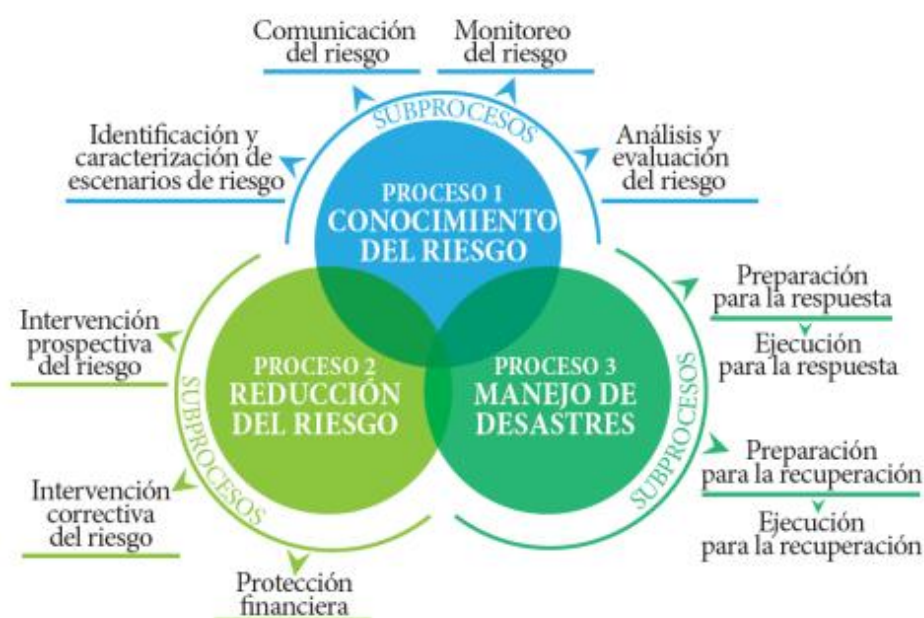 Comunicación
del riesgo
Monitoreo
del riesgo
SUBPROCESOS
Identificación y
caracterización de
escenarios de riesgo
Análisis y
evaluación
del riesgo
PROCESO 1
CONOCIMIENTO
DEL RIESGO
Intervención
prospectiva
del riesgo
Intervención
correctiva
del riesgo
Protección
financiera
SUBPROCESOS
PROCESO 2
REDUCCIÓN
DEL RIESGO
PROCESO 3
MANEJO DE
DESASTRES
SUBPROCESOS
Preparación
para la respuesta
Ejecución
para la respuesta
Preparación
para la recuperación
Ejecución
para la recuperación